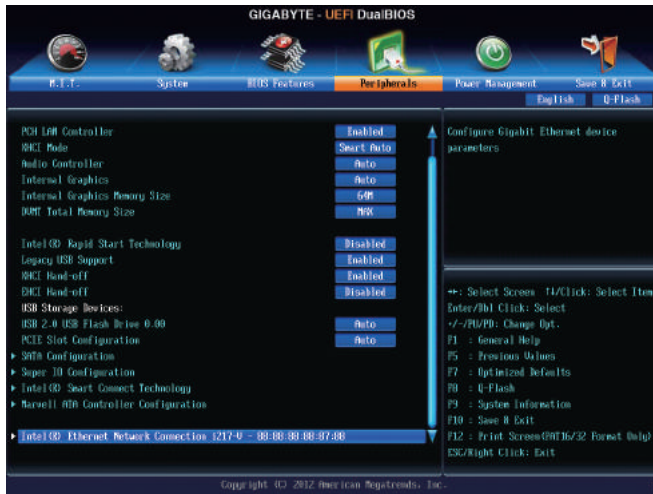 GIGABYTE - UEFI DualBIOS
M.I.T.
System
BIOS Features
Peripherals
Power Management
Save & Exit
English
Q-Flash
PCH LAN Controller Enabled
XHCI Mode Smart Auto
Audio Controller Auto
Internal Graphics Auto
Internal Graphics Memory Size 64M
DVMT Total Memory Size MAX
Intel(R) Rapid Start Technology Disabled
Legacy USB Support Enabled
XHCI Hand-off Enabled
EHCI Hand-off Disabled
USB Storage Devices:
USB 2.0 USB Flash Drive 0.00 Auto
PCIE Slot Configuration Auto
SATA Configuration
Super IO Configuration
Intel(R) Smart Connect Technology
Marvell ATA Controller Configuration
Intel(R) Ethernet Network Connection I217-V - 88:88:88:88:87:88
Configure Gigabit Ethernet device
parameters
→←: Select Screen ↑↓/Click: Select Item
Enter/Dbl Click: Select
+/-/PU/PD: Change Opt.
F1 : General Help
F5 : Previous Values
F7 : Optimized Defaults
F8 : Q-Flash
F9 : System Information
F10 : Save & Exit
F12 : Print Screen(FAT16/32 Format Only)
ESC/Right Click: Exit
Copyright (C) 2012 American Megatrends, Inc.